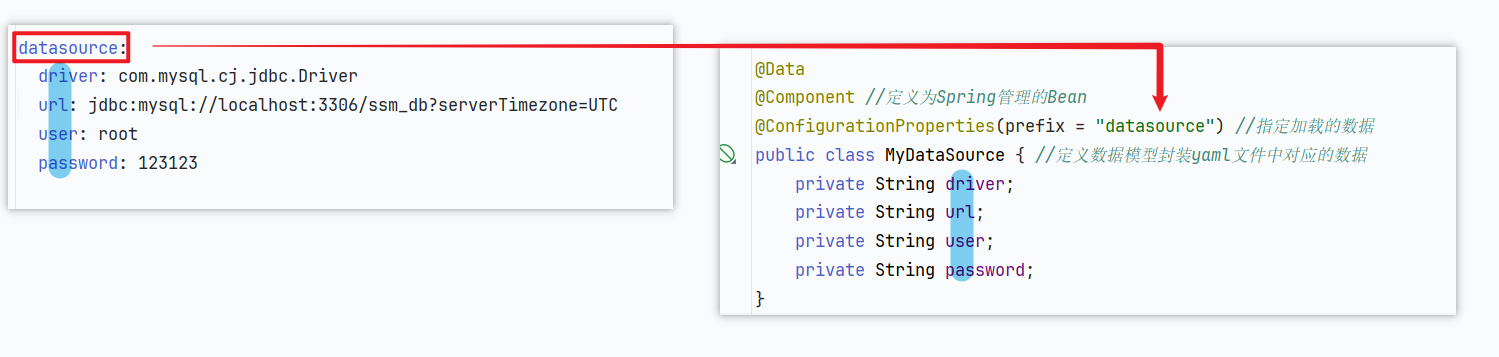 datasource:
driver: com.mysql.cj.jdbc.Driver
url: jdbc:mysql://localhost:3306/ssm_db?serverTimezone=UTC
user: root
password: 123123
@Data
@Component //定义为Spring管理的Bean
@ConfigurationProperties(prefix = "datasource") //指定加载的数据
public class MyDataSource { //定义数据模型封装yaml文件中对应的数据
private String driver;
private String url;
private String user;
private String password;
}